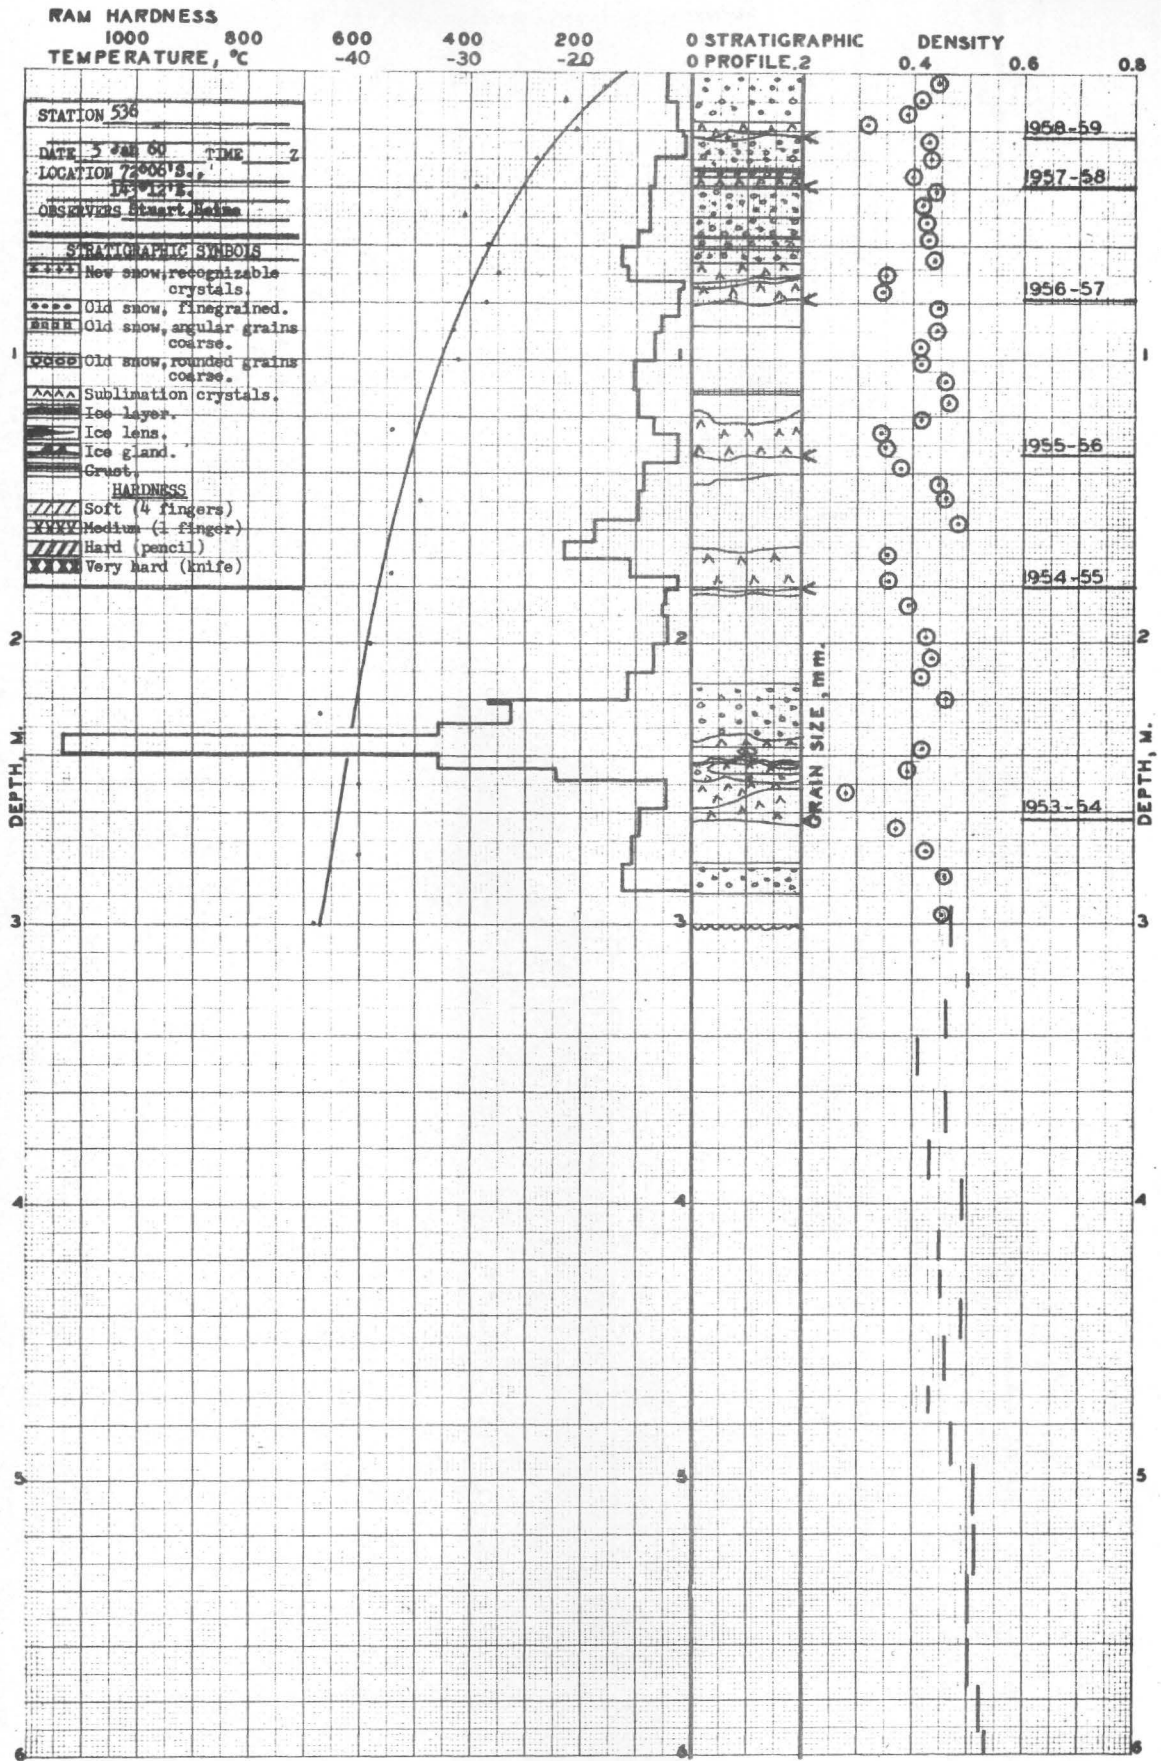 RAM HARDNESS
1000 800 600 400 200 0 STRATIGRAPHIC DENSITY
TEMPERATURE, °C -40 -30 -20 0 PROFILE .2 0.4 0.6 0.8
STATION 536
DATE 5 Jan 60 TIME Z
LOCATION 72°06'S.,
143°12'E.
OBSERVERS Stuart, Heine
STRATIGRAPHIC SYMBOLS
New snow, recognizable
crystals.
Old snow, finegrained.
Old snow, angular grains
coarse.
Old snow, rounded grains
coarse.
Sublimation crystals.
Ice layer.
Ice lens.
Ice gland.
Crust.
HARDNESS
Soft (4 fingers)
Medium (1 finger)
Hard (pencil)
Very hard (knife)
1958-59
1957-58
1956-57
1 1 1
1955-56
1954-55
2 2 2
GRAIN SIZE, mm.
DEPTH, M.
DEPTH, M.
1953-54
3 3 3
4 4 4
5 5 5
6 6 6